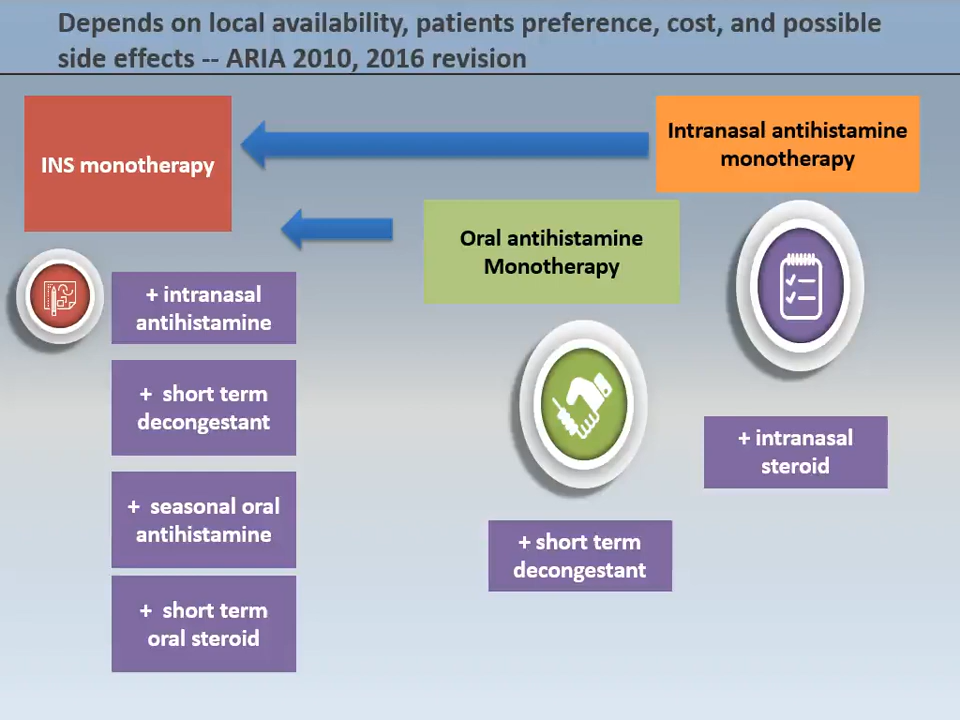 Depends on local availability, patients preference, cost, and possible
side effects -- ARIA 2010, 2016 revision
INS monotherapy
Intranasal antihistamine
monotherapy
Oral antihistamine
Monotherapy
+ intranasal
antihistamine
+ short term
decongestant
+ seasonal oral
antihistamine
+ short term
oral steroid
+ short term
decongestant
+ intranasal
steroid